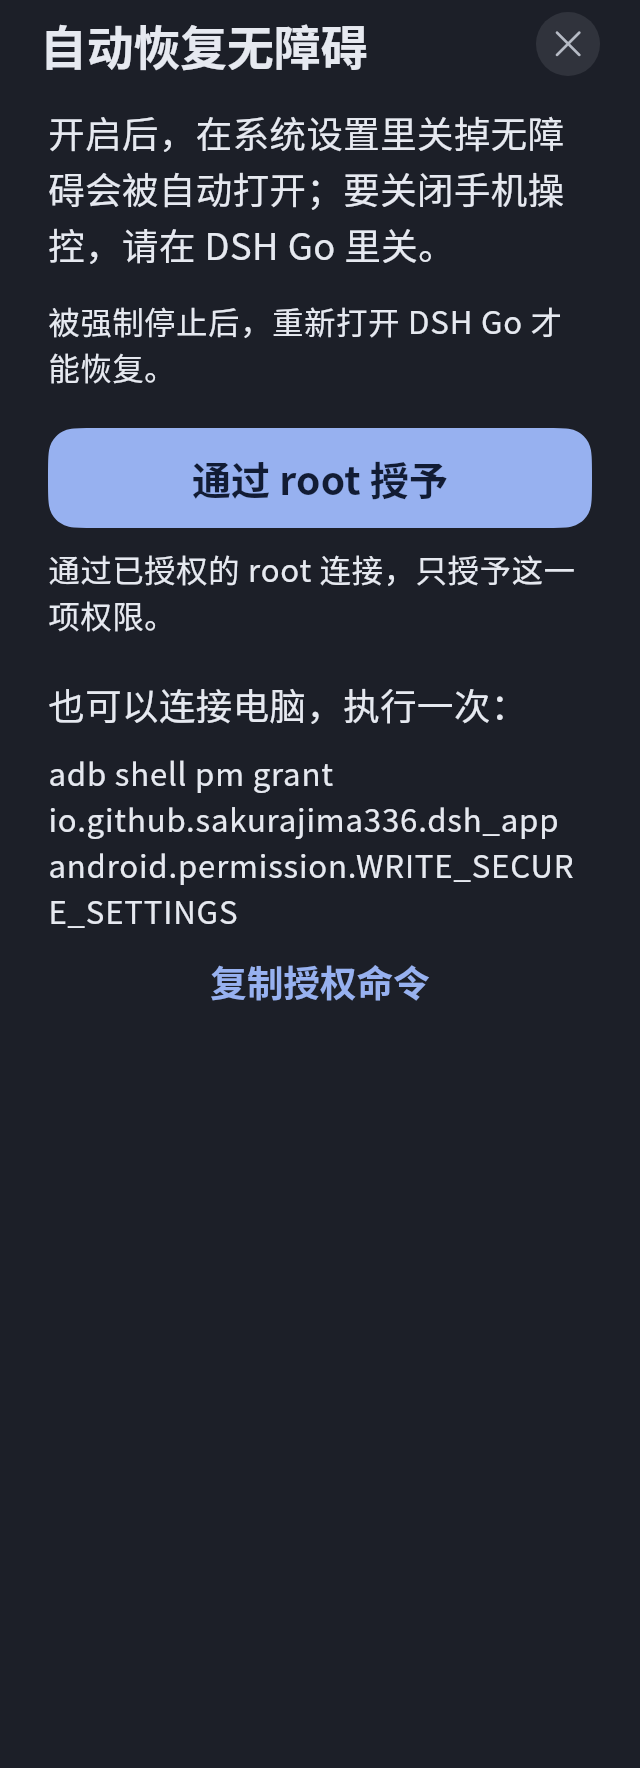 自动恢复无障碍
开启后，在系统设置里关掉无障
碍会被自动打开；要关闭手机操
控，请在 DSH Go 里关。
被强制停止后，重新打开 DSH Go 才
能恢复。
通过 root 授予
通过已授权的 root 连接，只授予这一
项权限。
也可以连接电脑，执行一次：
adb shell pm grant
io.github.sakurajima336.dsh_app
android.permission.WRITE_SECUR
E_SETTINGS
复制授权命令